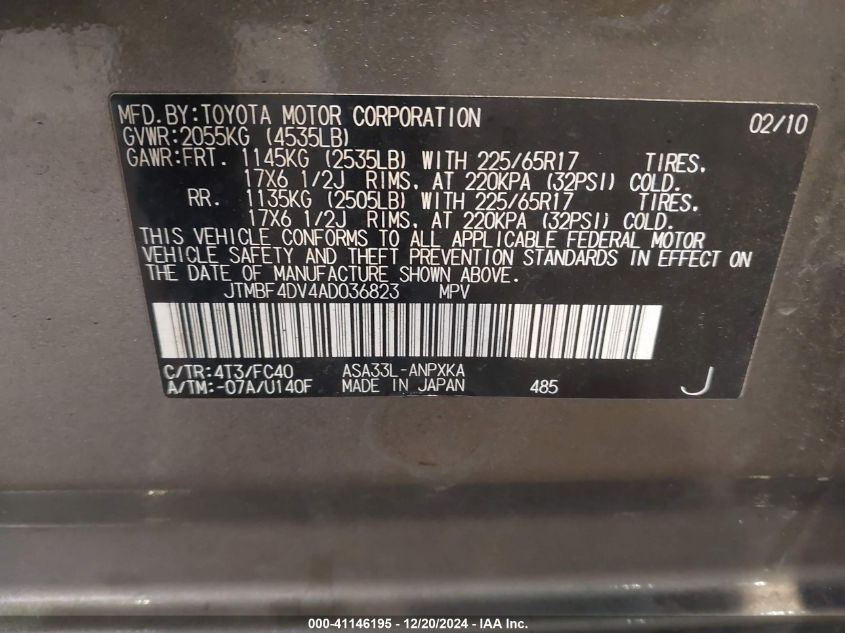 MFD.BY:TOYOTA MOTOR CORPORATION 02/10
GVWR:2055KG (4535LB)
GAWR:FRT. 1145KG (2535LB) WITH 225/65R17 TIRES,
17X6 1/2J RIMS, AT 220KPA (32PSI) COLD.
RR. 1135KG (2505LB) WITH 225/65R17 TIRES,
17X6 1/2J RIMS, AT 220KPA (32PSI) COLD.
THIS VEHICLE CONFORMS TO ALL APPLICABLE FEDERAL MOTOR
VEHICLE SAFETY AND THEFT PREVENTION STANDARDS IN EFFECT ON
THE DATE OF MANUFACTURE SHOWN ABOVE.
JTMBF4DV4AD036823 MPV
C/TR:4T3/FC40 ASA33L-ANPXKA
A/TM:-07A/U140F MADE IN JAPAN 485 J
000-41146195 - 12/20/2024 - IAA Inc.